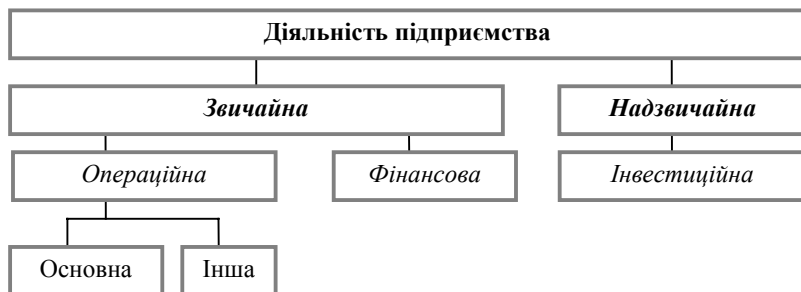 Діяльність підприємства
Звичайна
Надзвичайна
Операційна
Фінансова
Інвестиційна
Основна
Інша